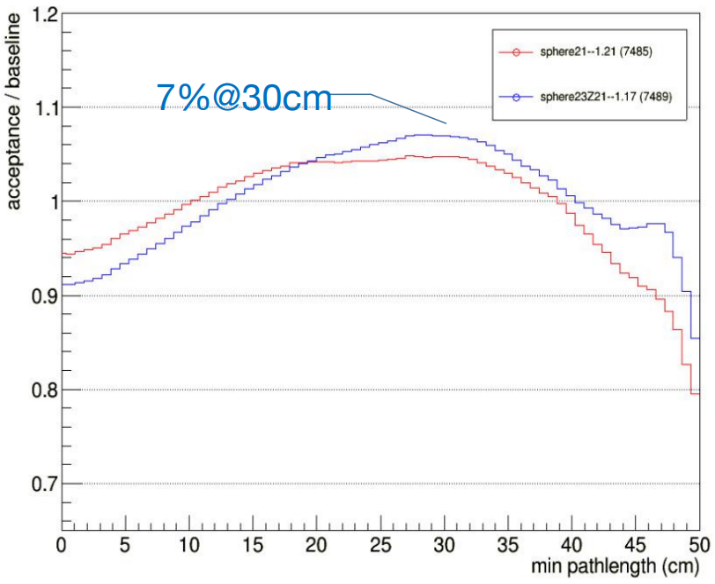 1.2
sphere21--1.21 (7485)
sphere23Z21--1.17 (7489)
7%@30cm
1.1
acceptance / baseline
1
0.9
0.8
0.7
0 5 10 15 20 25 30 35 40 45 50
min pathlength (cm)